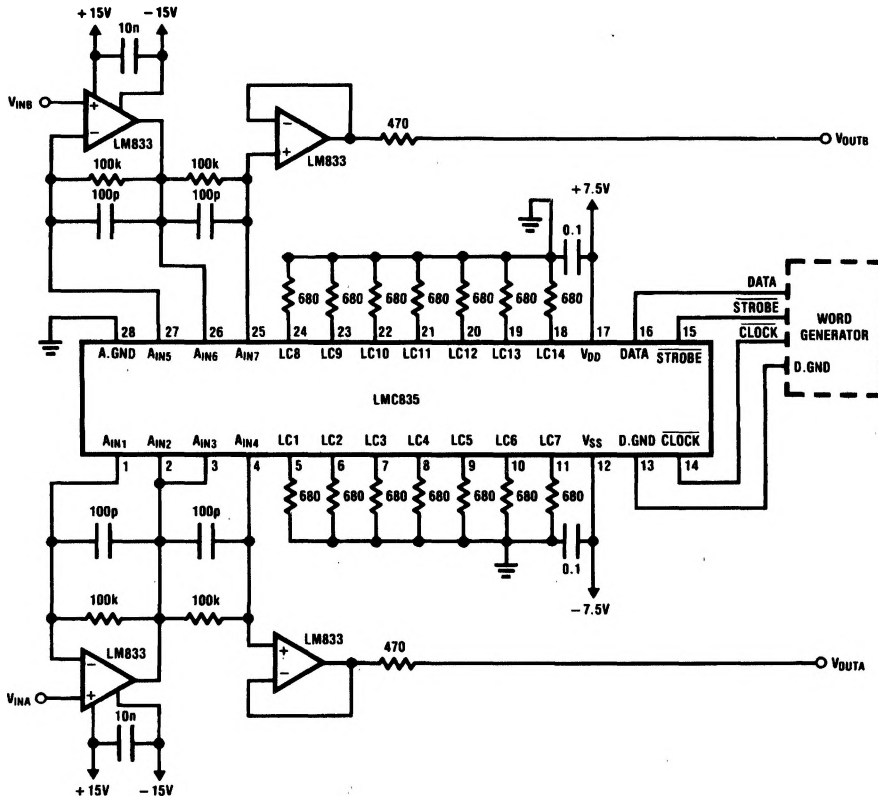 +15V
−15V
10n
VINB
+
−
LM833
−
+
LM833
470
VOUTB
100k
100k
100p
100p
+7.5V
0.1
680 680 680 680 680 680 680
DATA
STROBE
CLOCK
D.GND
WORD
GENERATOR
28 27 26 25 24 23 22 21 20 19 18 17 16 15
A.GND AIN5 AIN6 AIN7 LC8 LC9 LC10 LC11 LC12 LC13 LC14 VDD DATA STROBE
LMC835
AIN1 AIN2 AIN3 AIN4 LC1 LC2 LC3 LC4 LC5 LC6 LC7 VSS D.GND CLOCK
1 2 3 4 5 6 7 8 9 10 11 12 13 14
680 680 680 680 680 680 680
100p
100p
0.1
−7.5V
100k
100k
LM833
−
+
VINA
LM833
+
−
470
VOUTA
10n
+15V
−15V